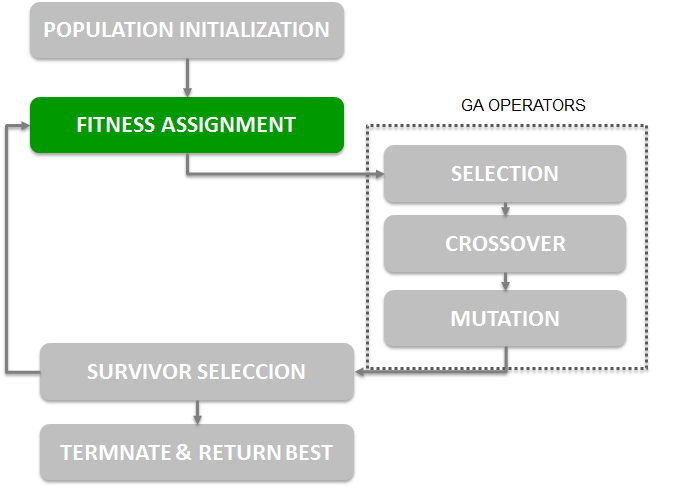 POPULATION INITIALIZATION
GA OPERATORS
FITNESS ASSIGNMENT
SELECTION
CROSSOVER
MUTATION
SURVIVOR SELECCION
TERMNATE & RETURN BEST